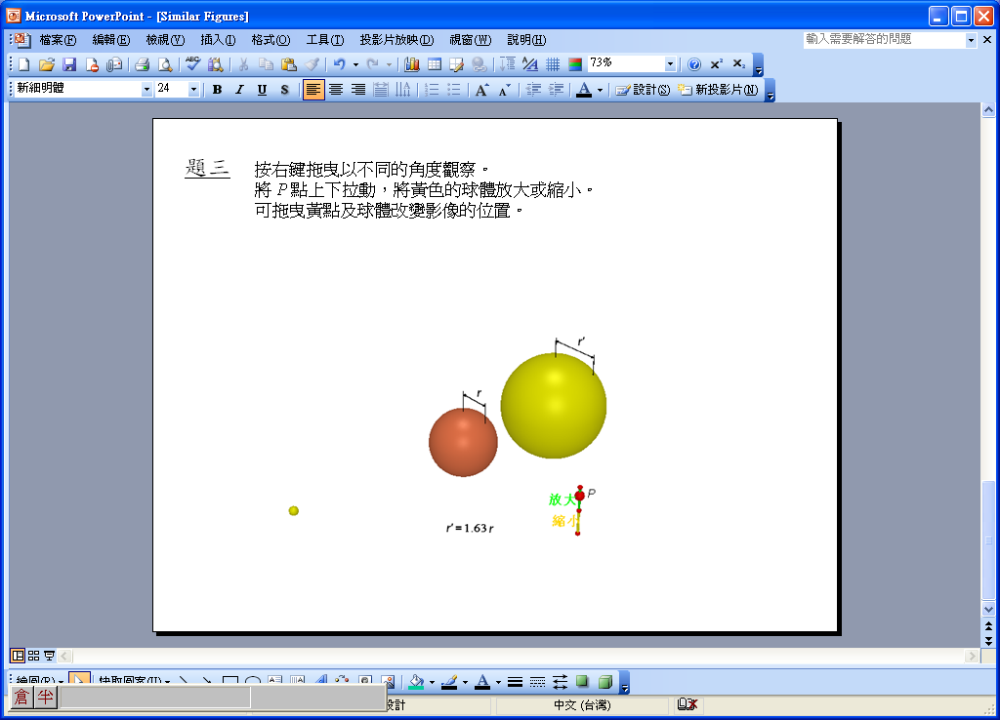 Microsoft PowerPoint - [Similar Figures]
檔案(F) 編輯(E) 檢視(V) 插入(I) 格式(O) 工具(T) 投影片放映(D) 視窗(W) 說明(H) 輸入需要解答的問題
73%
新細明體 24 B I U S A A A 設計(S) 新投影片(N)
題三 按右鍵拖曳以不同的角度觀察。
將 P 點上下拉動，將黃色的球體放大或縮小。
可拖曳黃點及球體改變影像的位置。
r'
r
放大 P
縮小
r' = 1.63 r
繪圖(R) 快取圖案(U)
倉 半 設計 中文 (台灣)